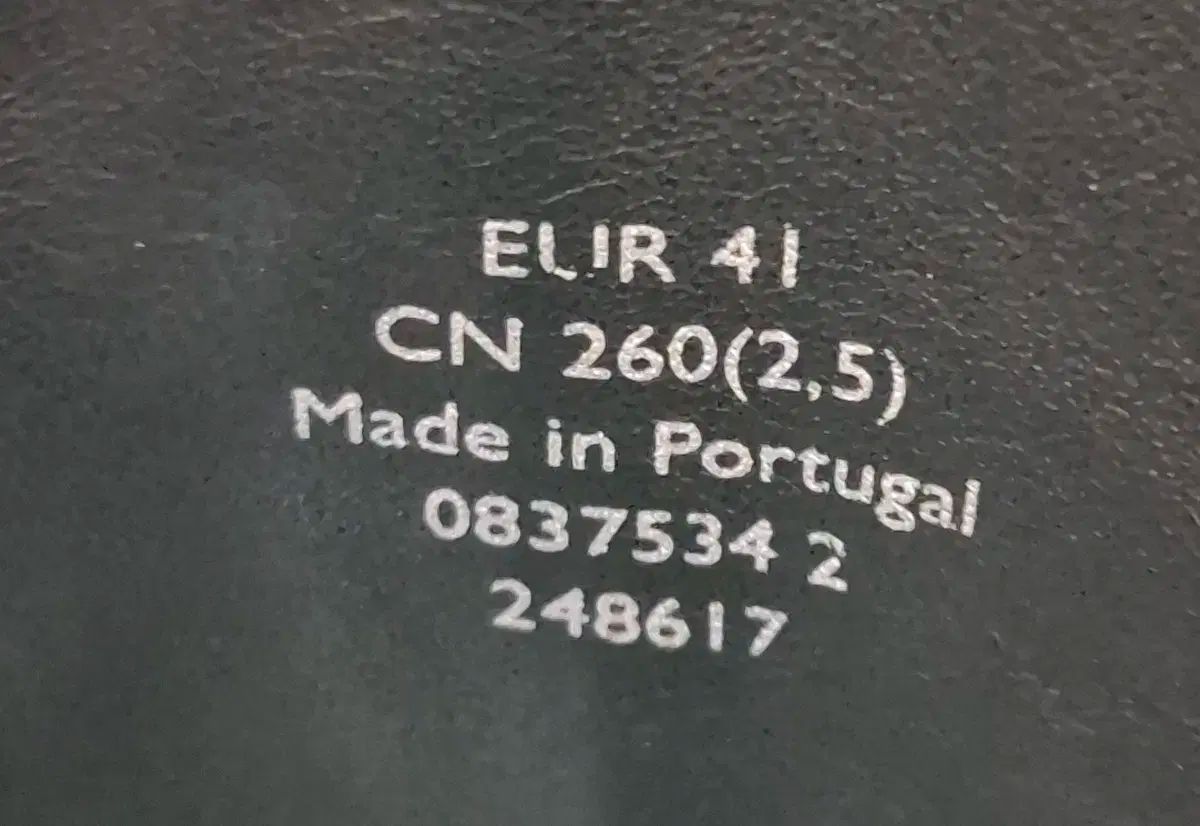 EUR 41
CN 260(2,5)
Made in Portugal
0837534 2
248617